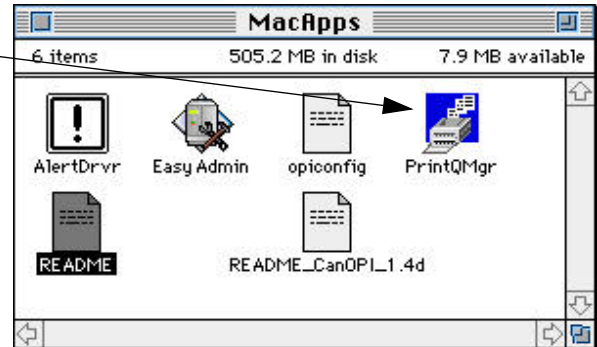 MacApps
6 items 505.2 MB in disk 7.9 MB available
AlertDrvr Easy Admin opiconfig PrintQMgr
README README_CanOPI_1.4d